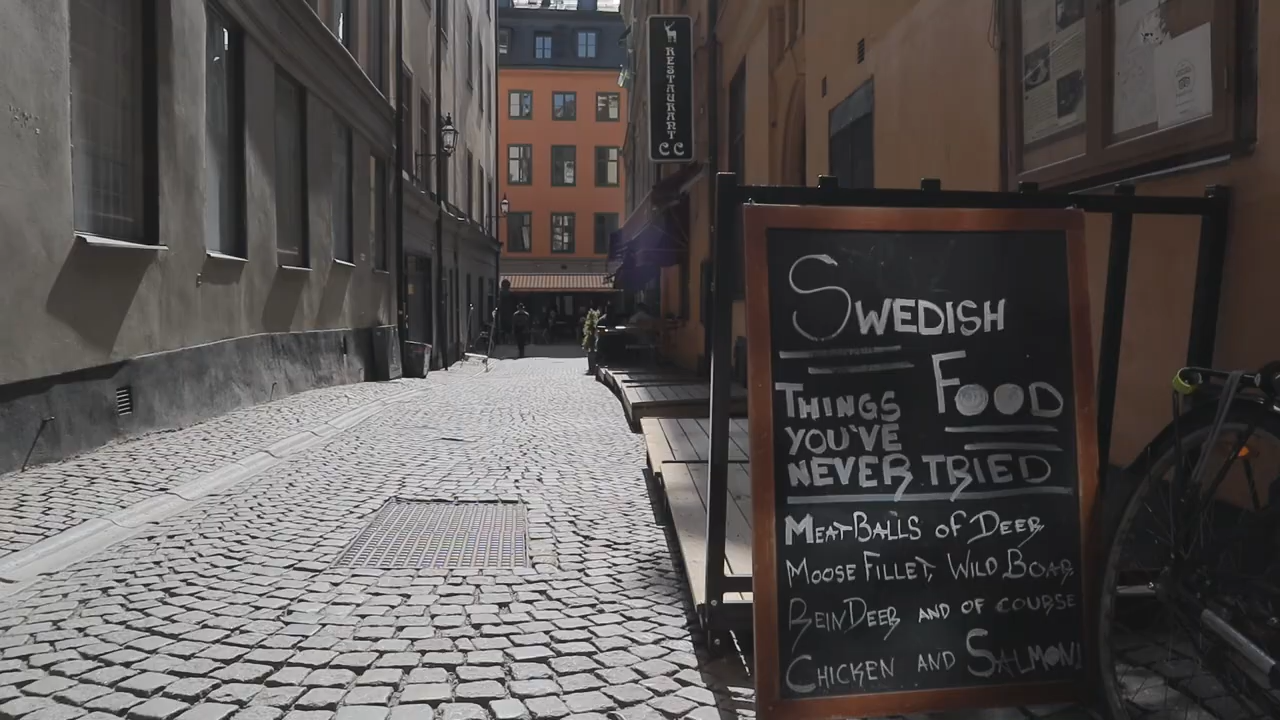 RESTAURANT
CC
SWEDISH
FOOD
THINGS
YOU'VE
NEVER TRIED
MEATBALLS OF DEER
MOOSE FILLET, WILD BOAR
REINDEER AND OF COURSE
CHICKEN AND SALMON!